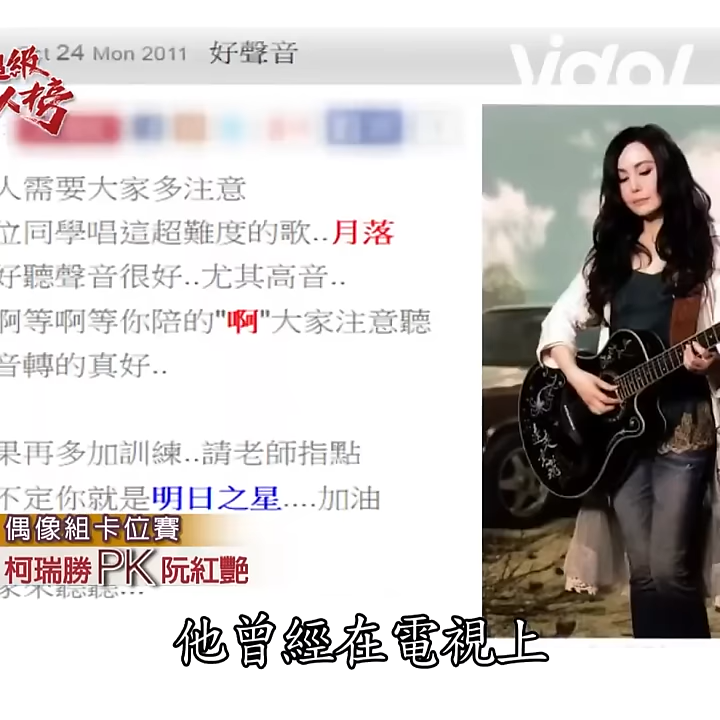 24 Mon 2011 好聲音
Vidol
級
人榜
人需要大家多注意
位同學唱這超難度的歌..月落
好聽聲音很好..尤其高音..
啊等啊等你陪的"啊"大家注意聽
音轉的真好..
果再多加訓練..請老師指點
不定你就是明日之星....加油
偶像組卡位賽
柯瑞勝PK阮紅艷
他曾經在電視上